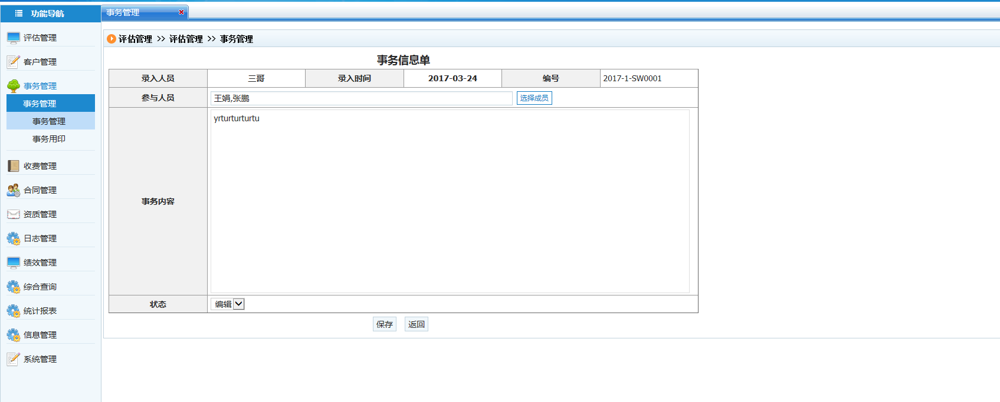 功能导航
事务管理
评估管理
客户管理
事务管理
事务管理
事务管理
事务用印
收费管理
合同管理
资质管理
日志管理
绩效管理
综合查询
统计报表
信息管理
系统管理
评估管理 >> 评估管理 >> 事务管理
事务信息单
录入人员 三哥 录入时间 2017-03-24 编号 2017-1-SW0001
参与人员 王娟,张鹏 选择成员
事务内容 yrturturturtu
状态 编辑
保存 返回